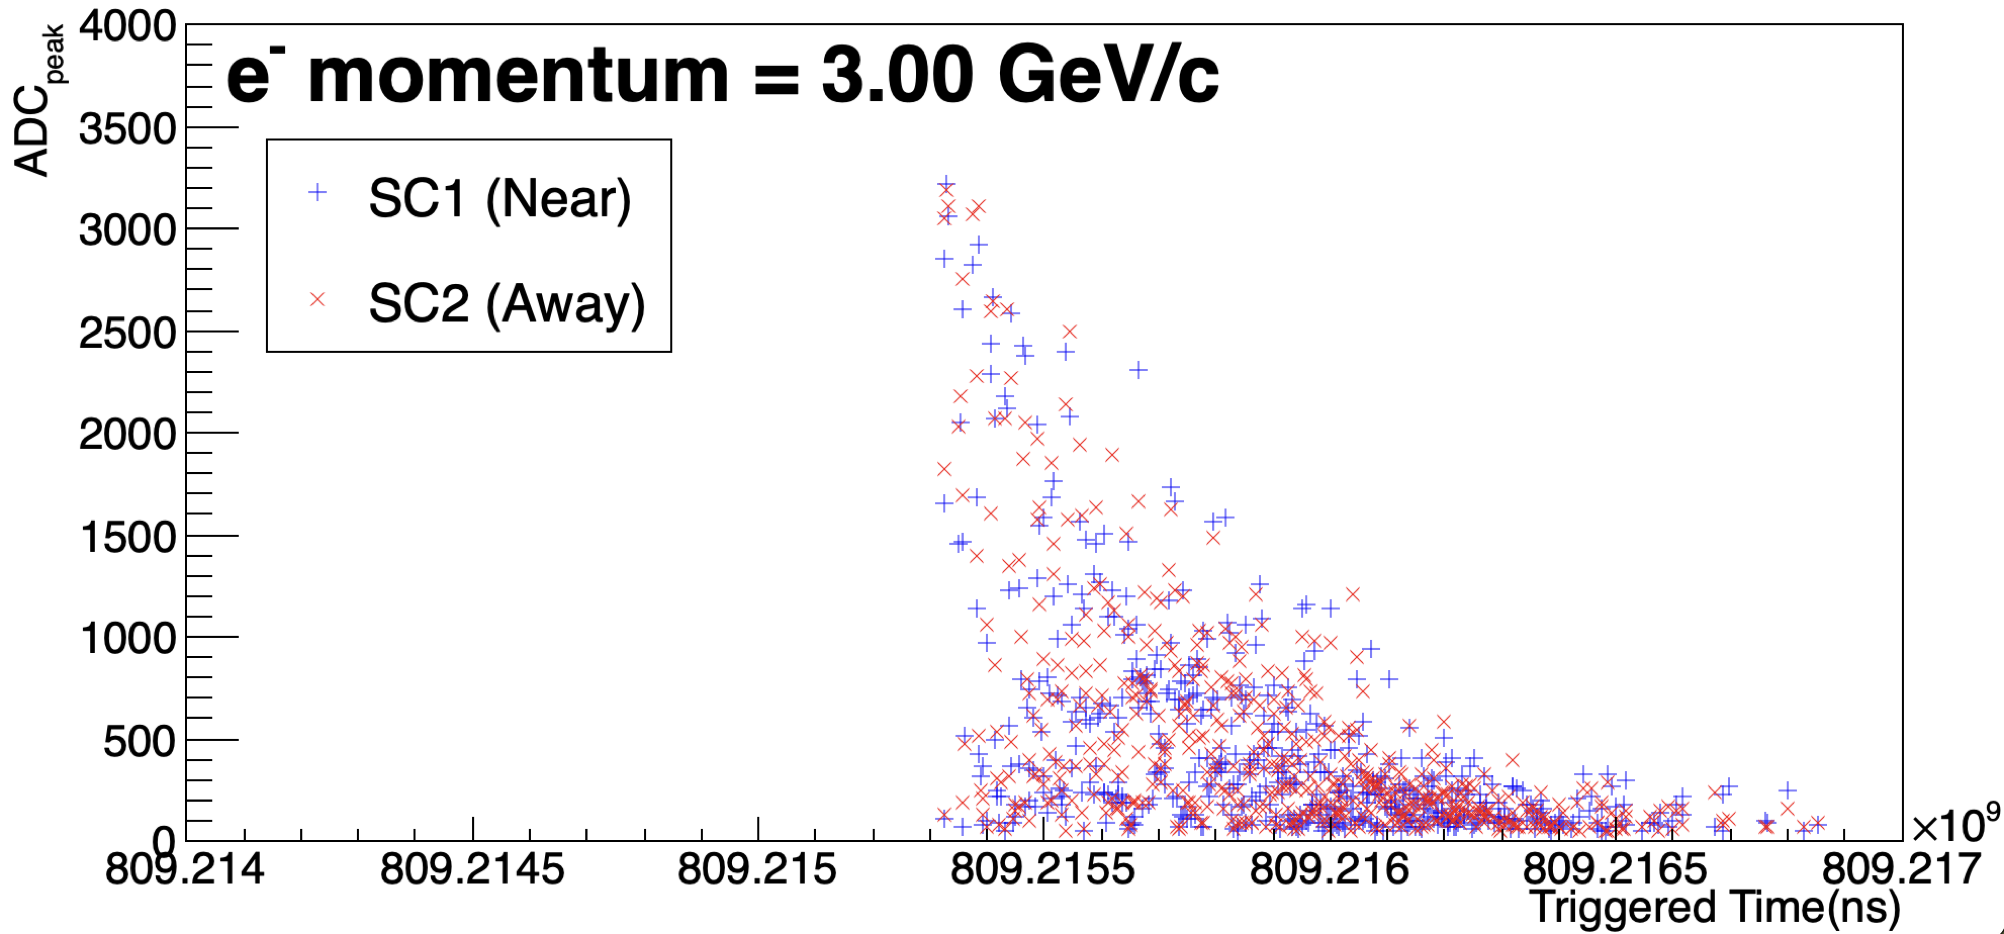 ADCpeak
4000
3500
3000
2500
2000
1500
1000
500
0
e- momentum = 3.00 GeV/c
SC1 (Near)
SC2 (Away)
809.214 809.2145 809.215 809.2155 809.216 809.2165 809.217
×10⁹
Triggered Time(ns)